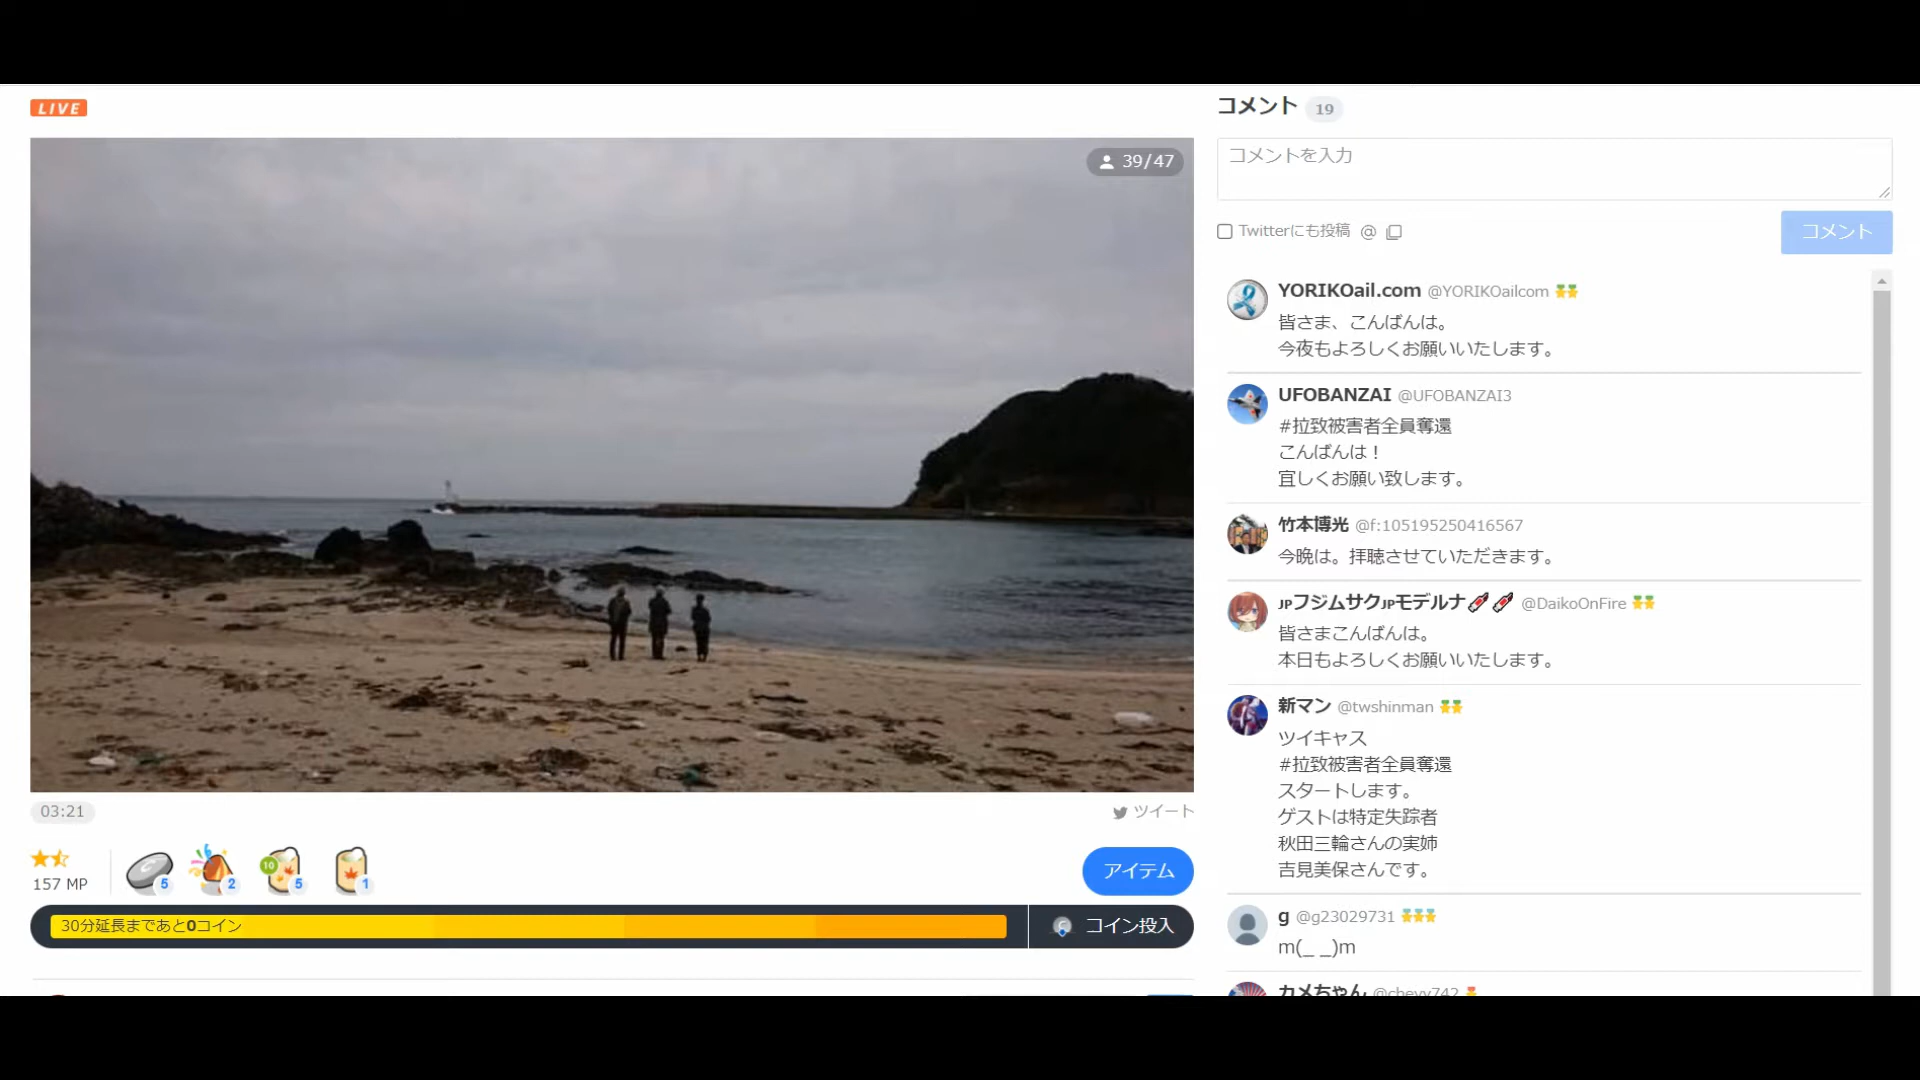 LIVE
39/47
03:21
ツイート
157 MP
5
6
2
10
5
1
アイテム
30分延長まであと0コイン
コイン投入
コメント 19
コメントを入力
Twitterにも投稿 @
コメント
YORIKOail.com @YORIKOailcom
皆さま、こんばんは。
今夜もよろしくお願いいたします。
UFOBANZAI @UFOBANZAI3
#拉致被害者全員奪還
こんばんは！
宜しくお願い致します。
竹本博光 @f:105195250416567
今晩は。拝聴させていただきます。
JPフジムサクJPモデルナ @DaikoOnFire
皆さまこんばんは。
本日もよろしくお願いいたします。
新マン @twshinman
ツイキャス
#拉致被害者全員奪還
スタートします。
ゲストは特定失踪者
秋田三輪さんの実姉
吉見美保さんです。
g @g23029731
m(_ _)m
カメちゃん @chevy742